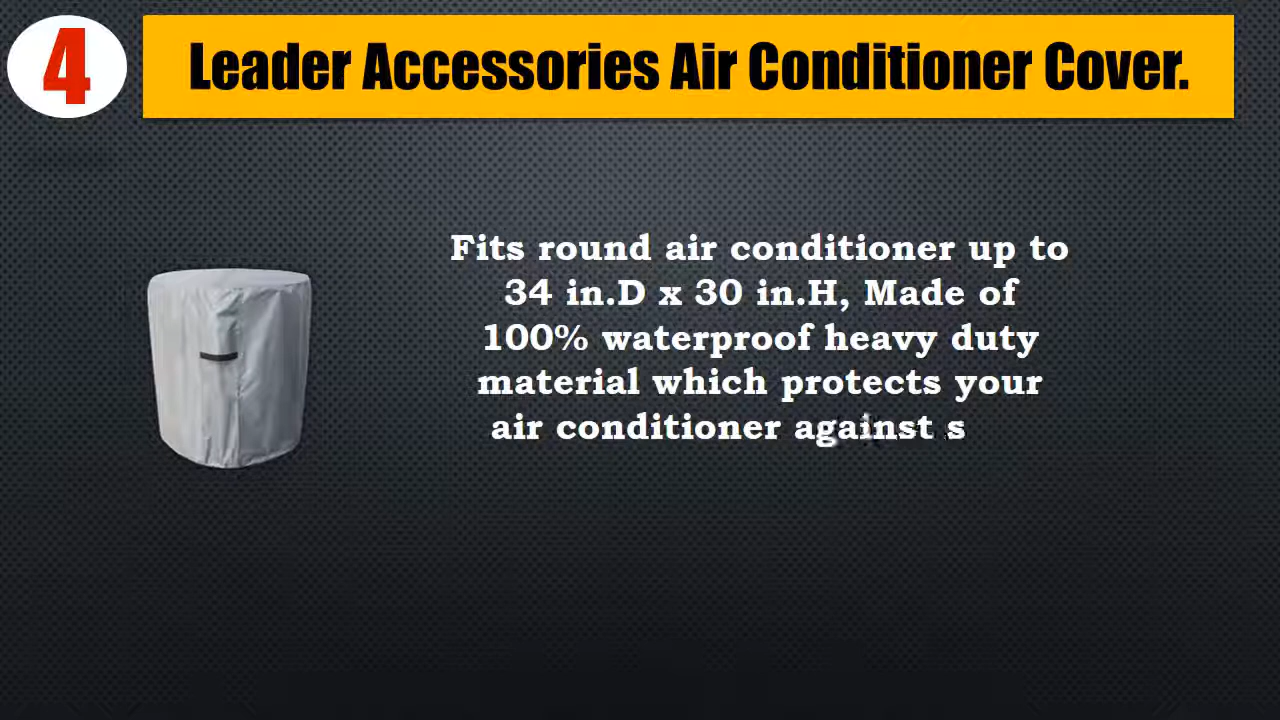 4
Leader Accessories Air Conditioner Cover.
Fits round air conditioner up to
34 in.D x 30 in.H, Made of
100% waterproof heavy duty
material which protects your
air conditioner against s